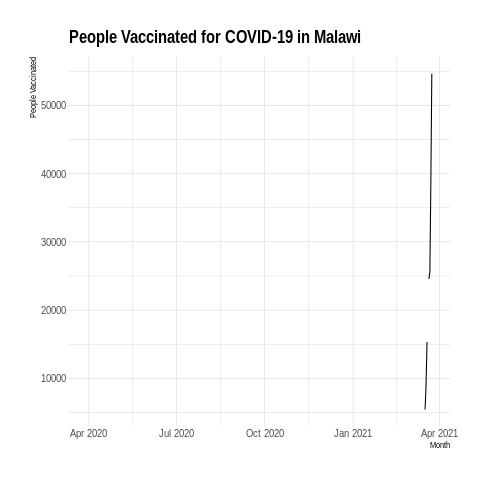 People Vaccinated for COVID-19 in Malawi
People Vaccinated
50000
40000
30000
20000
10000
Apr 2020 Jul 2020 Oct 2020 Jan 2021 Apr 2021
Month